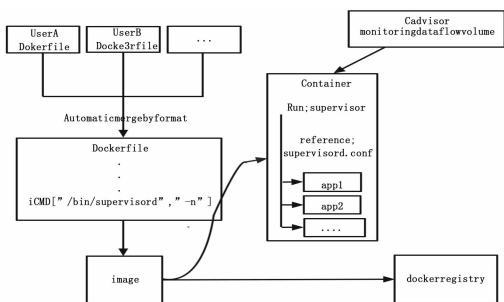 UserA
Dokerfile
UserB
Docke3rfile
...
Cadvisor
monitoringdataflowvolume
Automaticmergebyformat
Dockerfile
.
.
.
iCMD["/bin/supervisord","-n"]
Container
Run;supervisor
reference;
supervisord.conf
app1
app2
....
image
dockerregistry